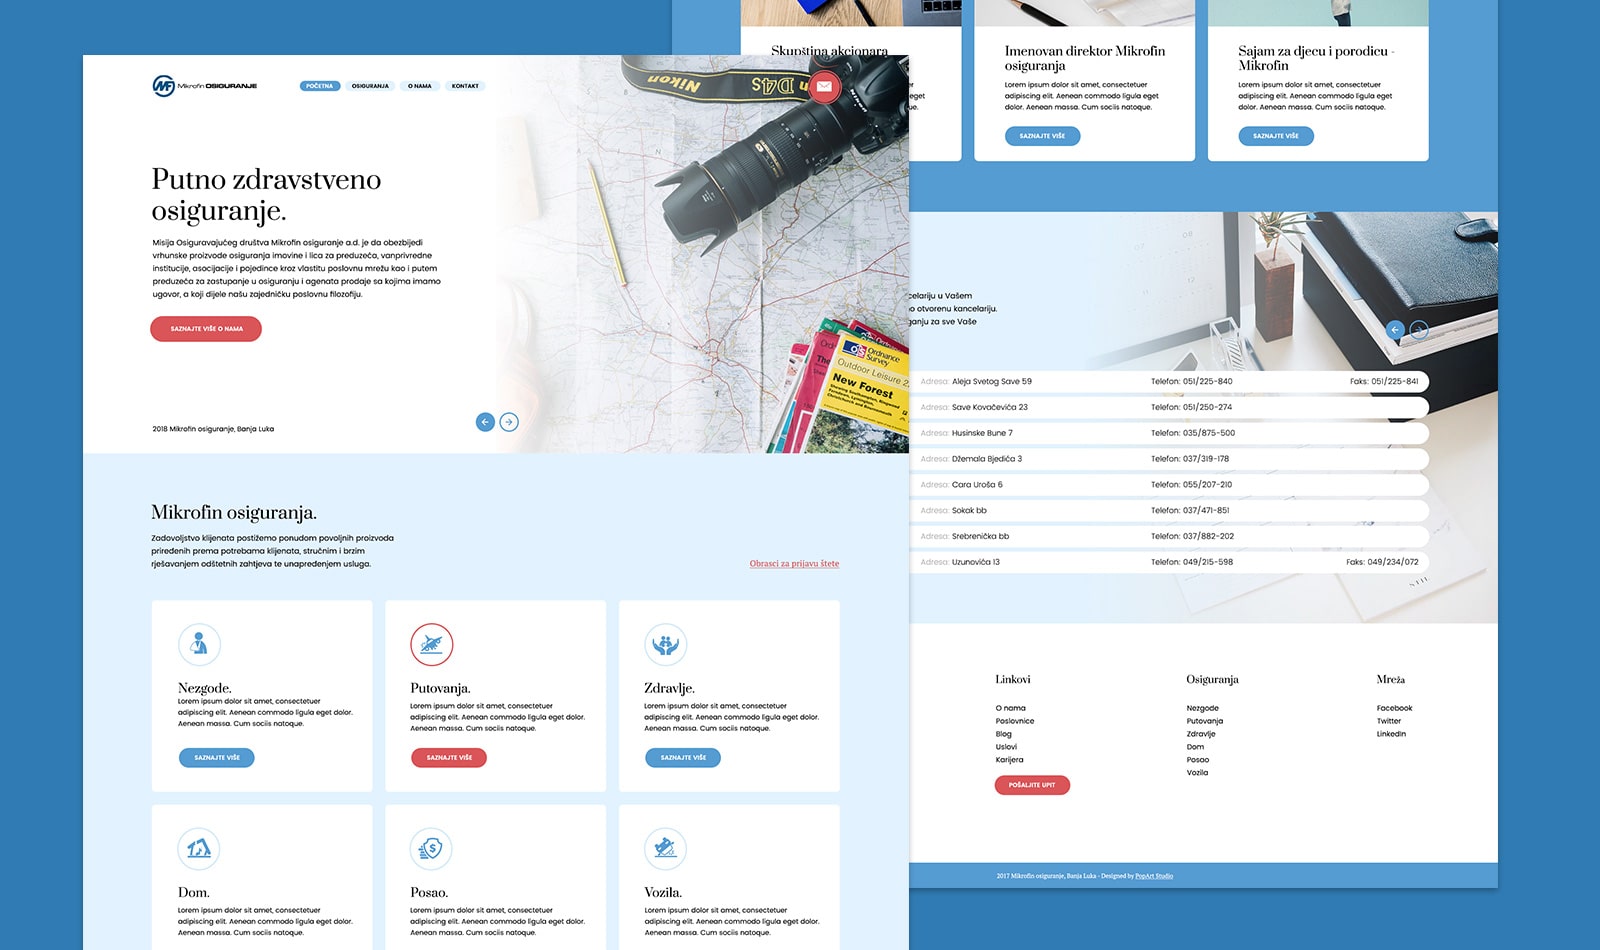 Mikrofin OSIGURANJE
POČETNA
OSIGURANJA
O NAMA
KONTAKT
Nikon D4S
Putno zdravstveno
osiguranje.
Misija Osiguravajućeg društva Mikrofin osiguranje a.d. je da obezbijedi
vrhunske proizvode osiguranja imovine i lica za preduzeća, vanprivredne
institucije, asocijacije i pojedince kroz vlastitu poslovnu mrežu kao i putem
preduzeća za zastupanje u osiguranju i agenata prodaje sa kojima imamo
ugovor, a koji dijele našu zajedničku poslovnu filozofiju.
SAZNAJTE VIŠE O NAMA
2018 Mikrofin osiguranje, Banja Luka
Ordnance
Survey
Outdoor Leisure
New Forest
Mikrofin osiguranja.
Zadovoljstvo klijenata postižemo ponudom povoljnih proizvoda
priređenih prema potrebama klijenata, stručnim i brzim
rješavanjem odštetnih zahtjeva te unapređenjem usluga.
Obrasci za prijavu štete
Nezgode.
Lorem ipsum dolor sit amet, consectetuer
adipiscing elit. Aenean commodo ligula eget dolor.
Aenean massa. Cum sociis natoque.
SAZNAJTE VIŠE
Putovanja.
Lorem ipsum dolor sit amet, consectetuer
adipiscing elit. Aenean commodo ligula eget dolor.
Aenean massa. Cum sociis natoque.
SAZNAJTE VIŠE
Zdravlje.
Lorem ipsum dolor sit amet, consectetuer
adipiscing elit. Aenean commodo ligula eget dolor.
Aenean massa. Cum sociis natoque.
SAZNAJTE VIŠE
Dom.
Lorem ipsum dolor sit amet, consectetuer
adipiscing elit. Aenean commodo ligula eget dolor.
Aenean massa. Cum sociis natoque.
Posao.
Lorem ipsum dolor sit amet, consectetuer
adipiscing elit. Aenean commodo ligula eget dolor.
Aenean massa. Cum sociis natoque.
Vozila.
Lorem ipsum dolor sit amet, consectetuer
adipiscing elit. Aenean commodo ligula eget dolor.
Aenean massa. Cum sociis natoque.
Skupština akcionara
Imenovan direktor Mikrofin
osiguranja
Lorem ipsum dolor sit amet, consectetuer
adipiscing elit. Aenean commodo ligula eget
dolor. Aenean massa. Cum sociis natoque.
SAZNAJTE VIŠE
Sajam za djecu i porodicu -
Mikrofin
Lorem ipsum dolor sit amet, consectetuer
adipiscing elit. Aenean commodo ligula eget
dolor. Aenean massa. Cum sociis natoque.
SAZNAJTE VIŠE
celariju u Vašem
o otvorenu kancelariju.
ganju za sve Vaše
Adresa: Aleja Svetog Save 59 Telefon: 051/225-840 Faks: 051/225-841
Adresa: Save Kovačevića 23 Telefon: 051/250-274
Adresa: Husinske Bune 7 Telefon: 035/875-500
Adresa: Džemala Bjedića 3 Telefon: 037/319-178
Adresa: Cara Uroša 6 Telefon: 055/207-210
Adresa: Sokak bb Telefon: 037/471-851
Adresa: Srebrenička bb Telefon: 037/882-202
Adresa: Uzunovića 13 Telefon: 049/215-598 Faks: 049/234/072
Linkovi
O nama
Poslovnice
Blog
Uslovi
Karijera
POŠALJITE UPIT
Osiguranja
Nezgode
Putovanja
Zdravlje
Dom
Posao
Vozila
Mreža
Facebook
Twitter
LinkedIn
2017 Mikrofin osiguranje, Banja Luka - Designed by PopArt Studio